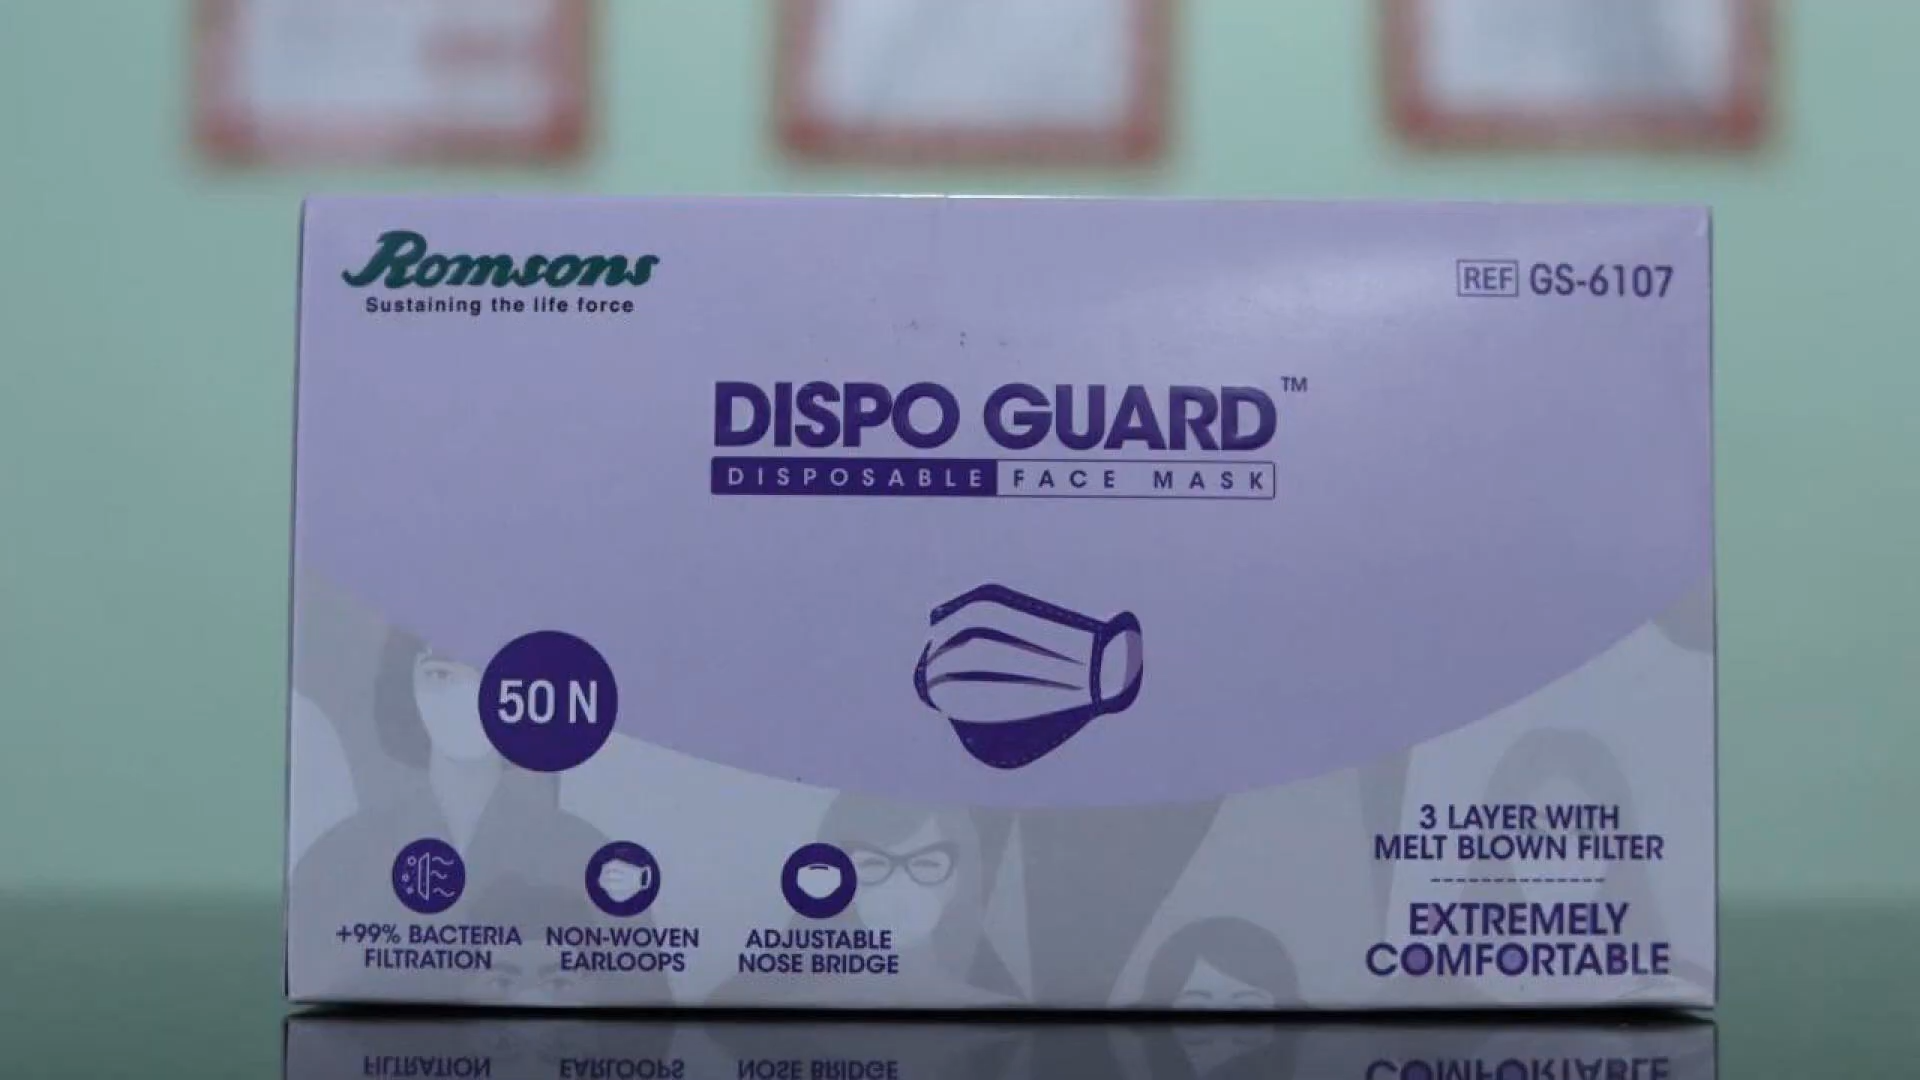 Romsons
Sustaining the life force
REF GS-6107
DISPO GUARD™
DISPOSABLE FACE MASK
50 N
+99% BACTERIA
FILTRATION
NON-WOVEN
EARLOOPS
ADJUSTABLE
NOSE BRIDGE
3 LAYER WITH
MELT BLOWN FILTER
EXTREMELY
COMFORTABLE